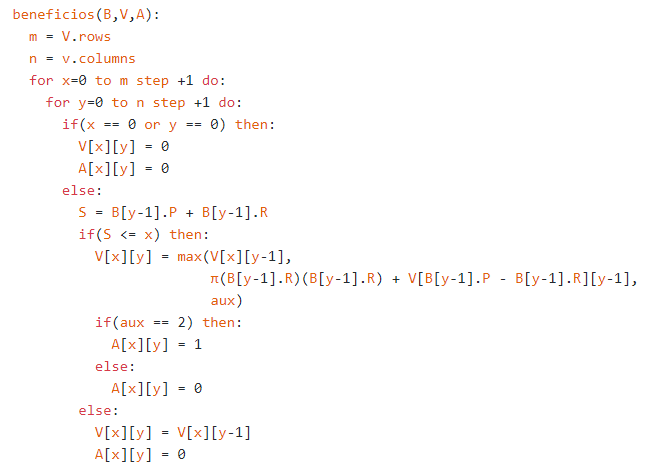 beneficios(B,V,A):
  m = V.rows
  n = v.columns
  for x=0 to m step +1 do:
    for y=0 to n step +1 do:
      if(x == 0 or y == 0) then:
        V[x][y] = 0
        A[x][y] = 0
      else:
        S = B[y-1].P + B[y-1].R
        if(S <= x) then:
          V[x][y] = max(V[x][y-1],
                        π(B[y-1].R)(B[y-1].R) + V[B[y-1].P - B[y-1].R][y-1],
                        aux)
          if(aux == 2) then:
            A[x][y] = 1
          else:
            A[x][y] = 0
        else:
          V[x][y] = V[x][y-1]
          A[x][y] = 0